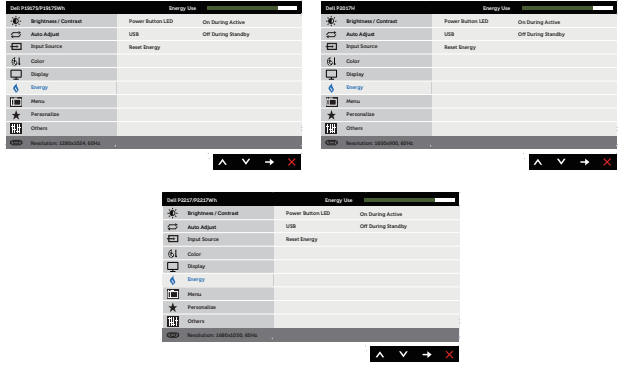 Dell P1917S/P1917SWh Energy Use
Brightness / Contrast Power Button LED On During Active
Auto Adjust USB Off During Standby
Input Source Reset Energy
Color
Display
Energy
Menu
Personalize
Others
Resolution: 1280x1024, 60Hz
Dell P2017H Energy Use
Brightness / Contrast Power Button LED On During Active
Auto Adjust USB Off During Standby
Input Source Reset Energy
Color
Display
Energy
Menu
Personalize
Others
Resolution: 1600x900, 60Hz
Dell P2217/P2217Wh Energy Use
Brightness / Contrast Power Button LED On During Active
Auto Adjust USB Off During Standby
Input Source Reset Energy
Color
Display
Energy
Menu
Personalize
Others
Resolution: 1680x1050, 60Hz